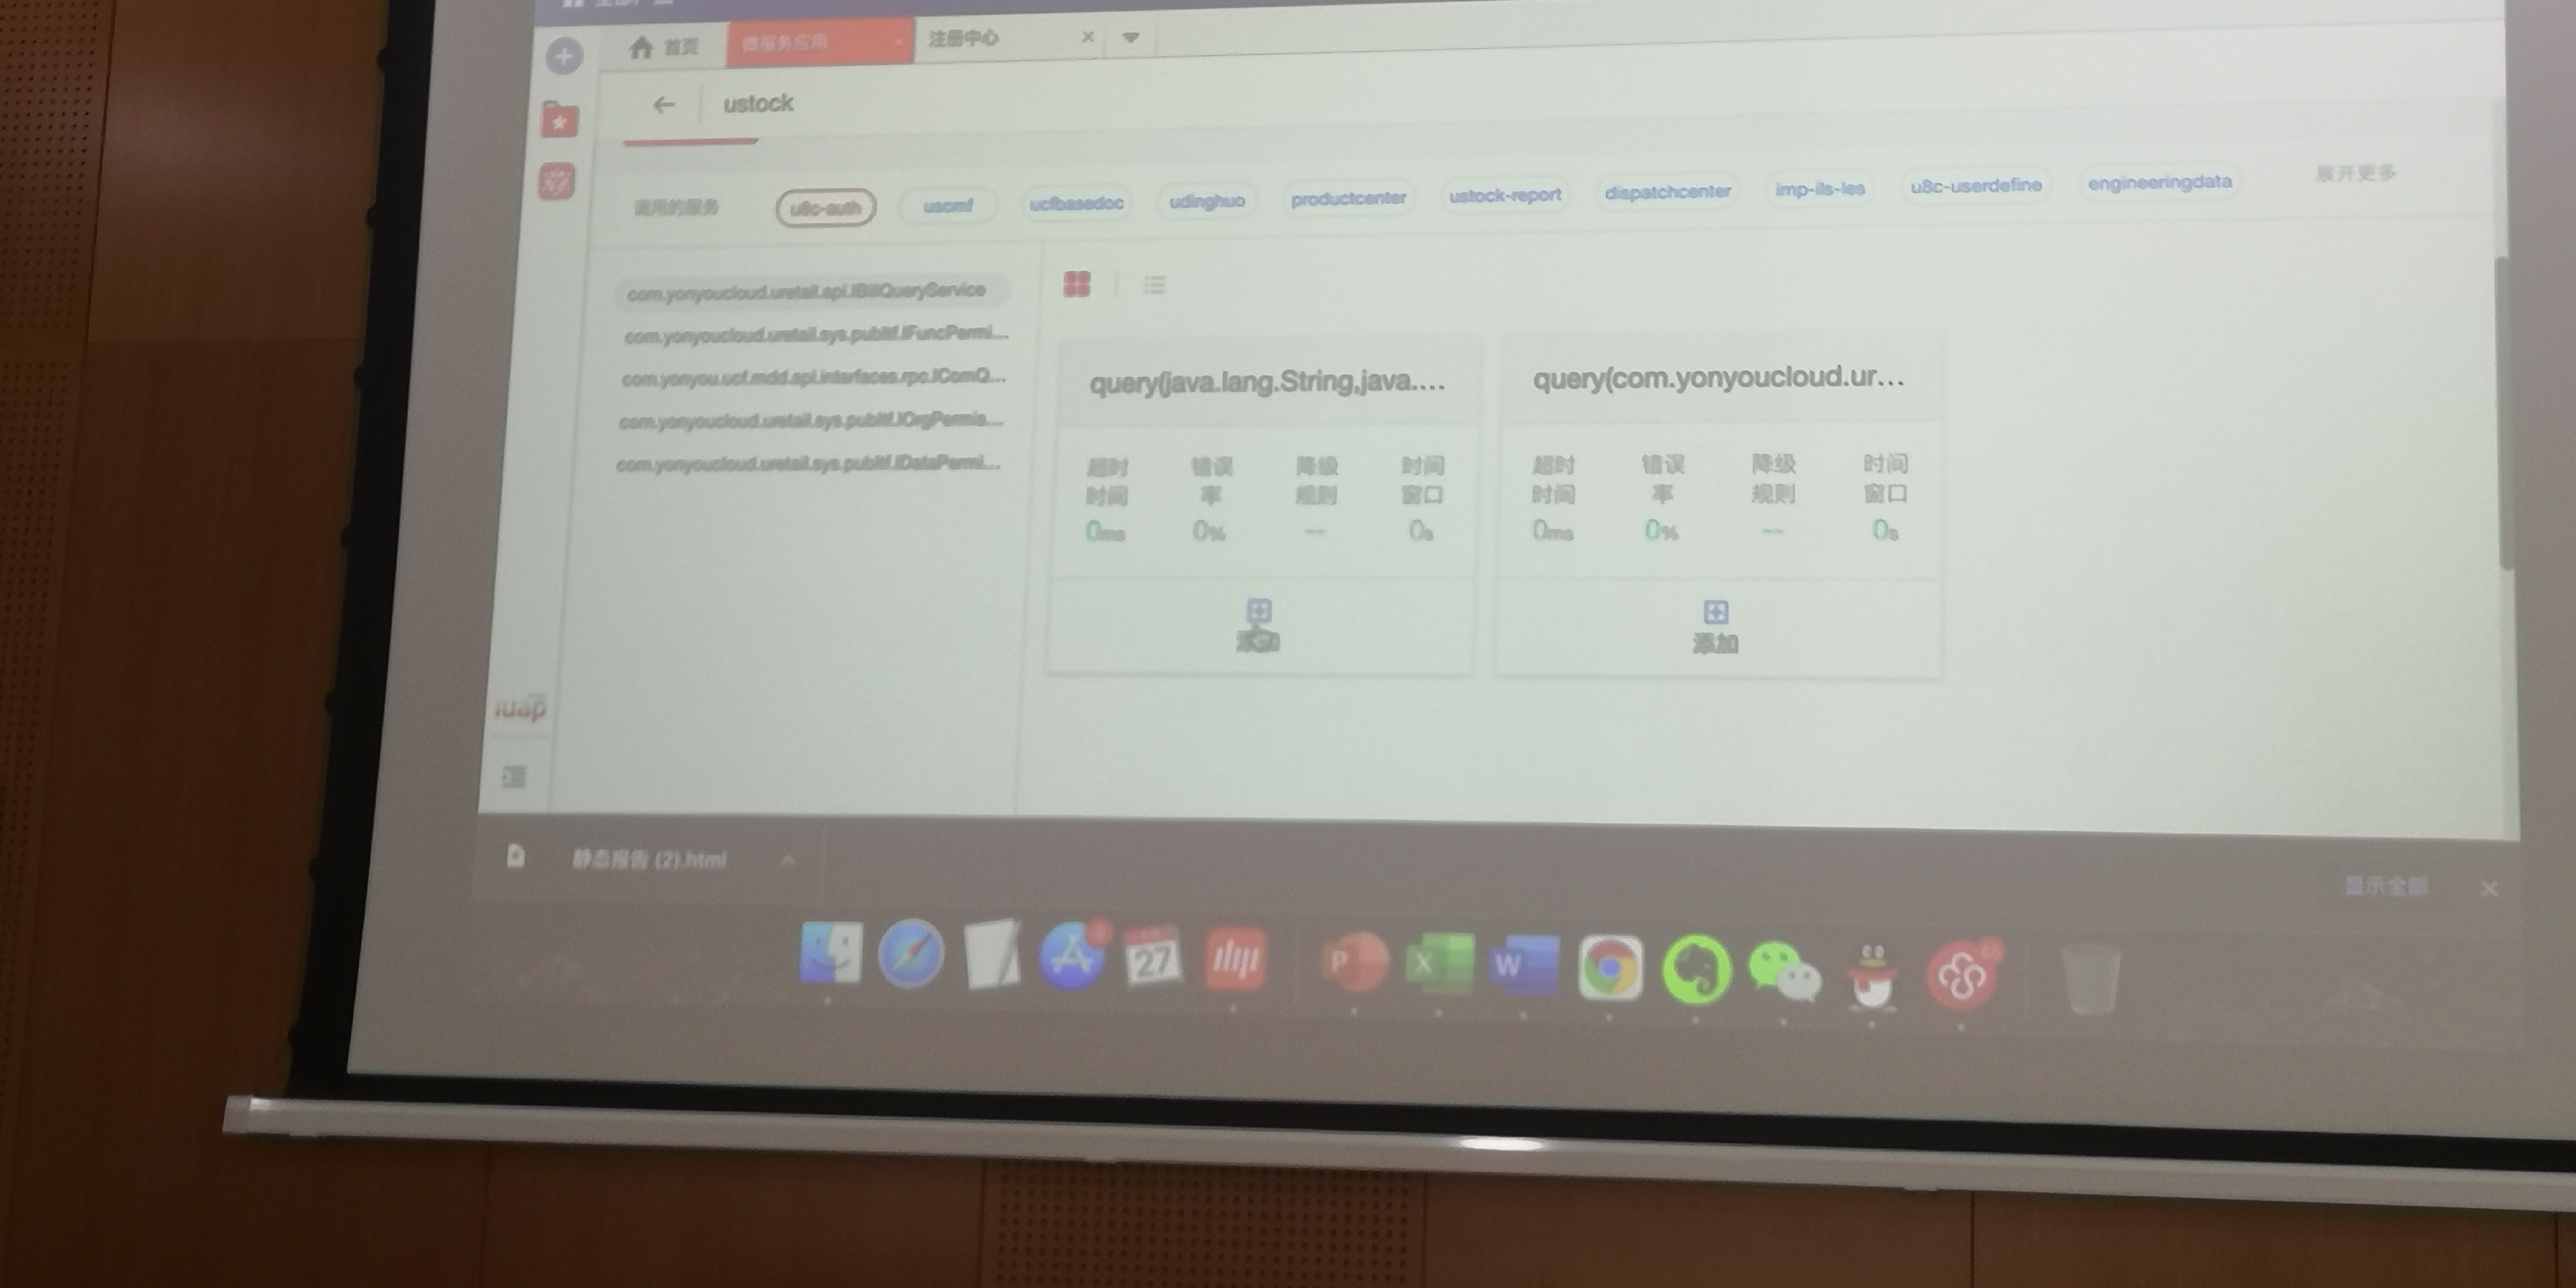 首页 微服务应用 注册中心
ustock
调用的服务 u8c-auth uscmf ucfbasedoc udinghuo productcenter ustock-report dispatchcenter imp-ils-les u8c-userdefine engineeringdata 展开更多
com.yonyoucloud.uretail.api.IBillQueryService
com.yonyoucloud.uretail.sys.pubItf.IFuncPermi...
com.yonyou.ucf.mdd.api.interfaces.rpc.IComQ...
com.yonyoucloud.uretail.sys.pubItf.IOrgPermis...
com.yonyoucloud.uretail.sys.pubItf.IDataPermi...
query(java.lang.String,java....
超时时间 错误率 降级规则 时间窗口
0ms 0% -- 0s
添加
query(com.yonyoucloud.ur...
超时时间 错误率 降级规则 时间窗口
0ms 0% -- 0s
添加
iuap
静态报告 (2).html
显示全部
27
P X W